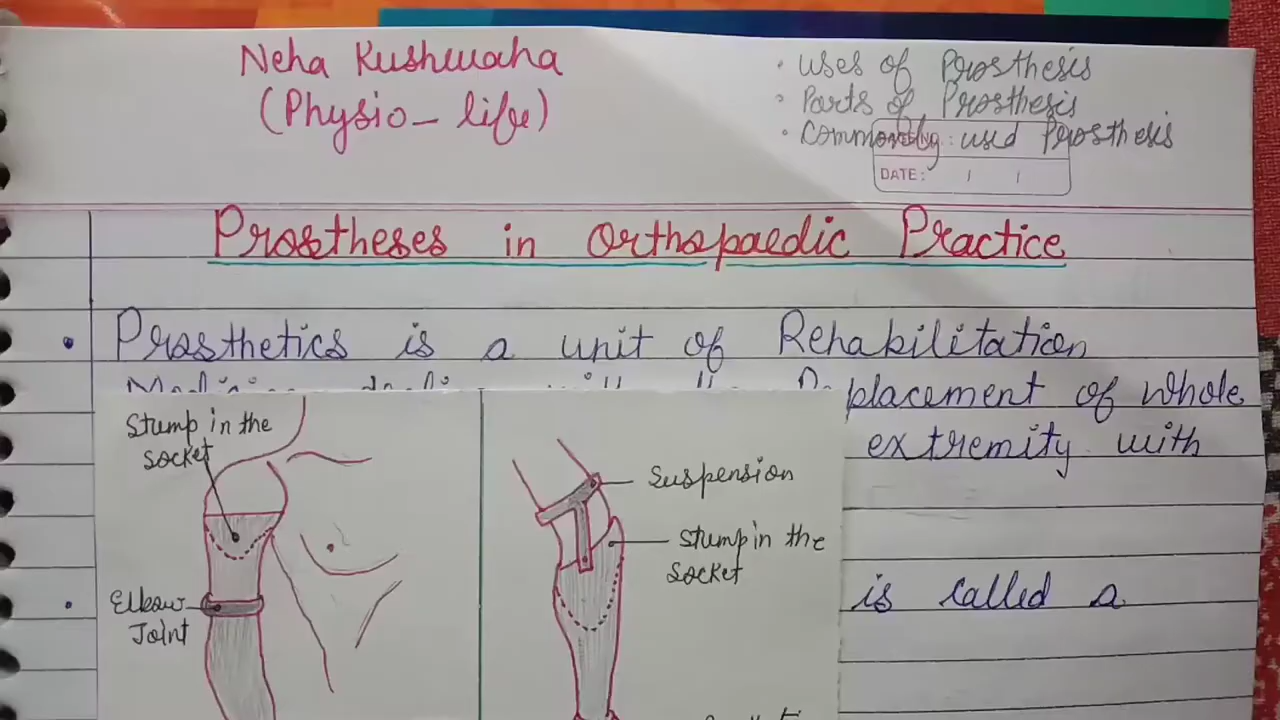 Neha Kushwaha
(Physio - life)
• Uses of Prosthesis
• Parts of Prosthesis
• Commonly used Prosthesis
DATE: / /
Prostheses in Orthopaedic Practice
• Prosthetics is a unit of Rehabilitation
placement of whole
extremity with
is called a
Stump in the
socket
Elbow
Joint
Suspension
Stump in the
socket